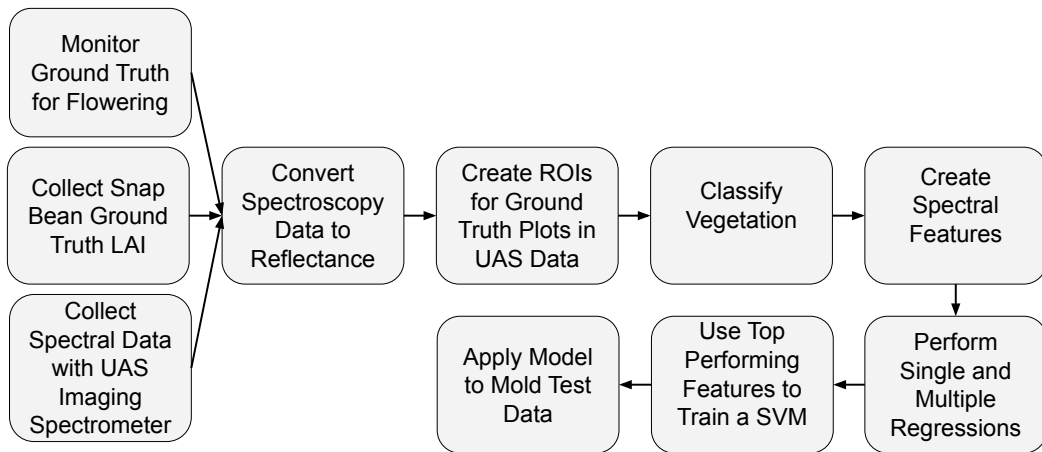 Monitor
Ground Truth
for Flowering
Collect Snap
Bean Ground
Truth LAI
Collect
Spectral Data
with UAS
Imaging
Spectrometer
Convert
Spectroscopy
Data to
Reflectance
Create ROIs
for Ground
Truth Plots in
UAS Data
Classify
Vegetation
Create
Spectral
Features
Perform
Single and
Multiple
Regressions
Use Top
Performing
Features to
Train a SVM
Apply Model
to Mold Test
Data